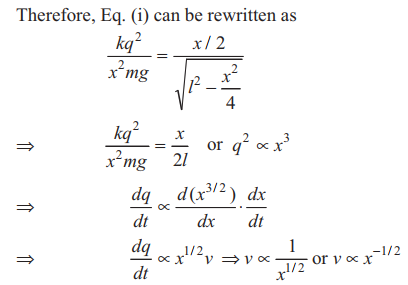 Therefore, Eq. (i) can be rewritten as
kq²/x²mg = (x/2)/√(l² − x²/4)
⇒ kq²/x²mg = x/2l or q² ∝ x³
⇒ dq/dt ∝ d(x^{3/2})/dx · dx/dt
⇒ dq/dt ∝ x^{1/2}v ⇒ v ∝ 1/x^{1/2} or v ∝ x^{−1/2}